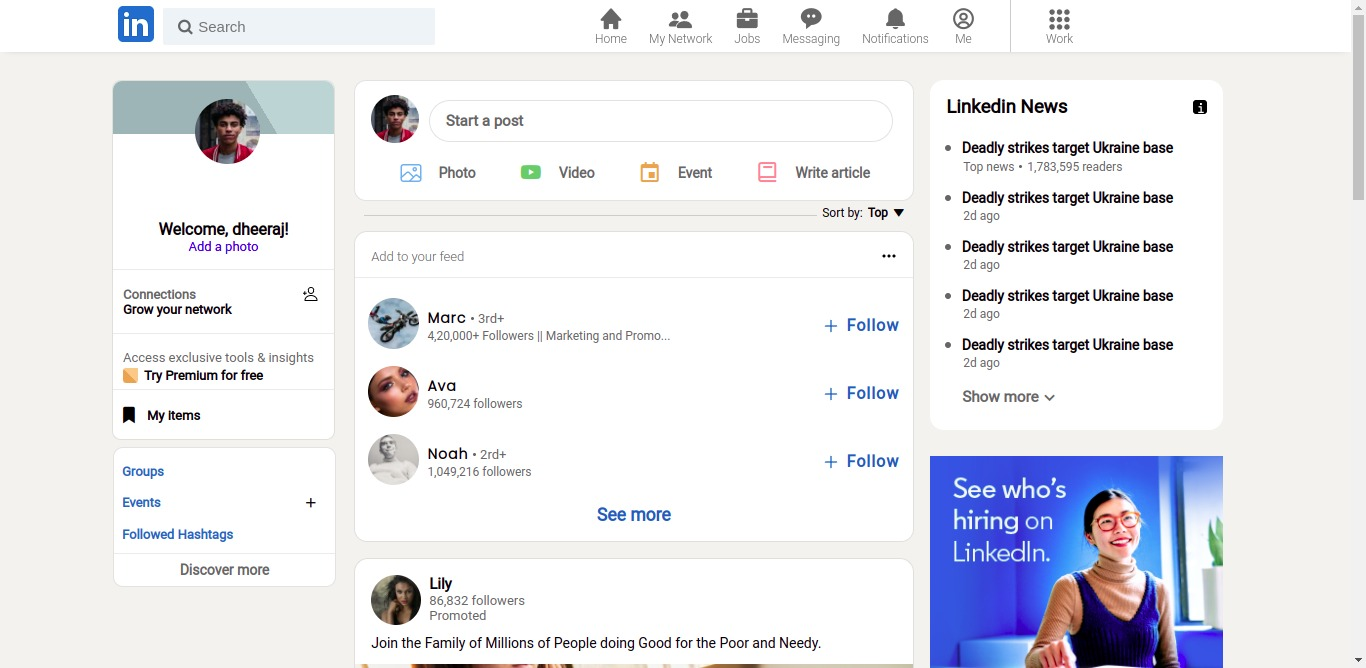 in
Search
Home
My Network
Jobs
Messaging
Notifications
Me
Work
Welcome, dheeraj!
Add a photo
Connections
Grow your network
Access exclusive tools & insights
Try Premium for free
My Items
Groups
Events
+
Followed Hashtags
Discover more
Start a post
Photo
Video
Event
Write article
Sort by: Top
Add to your feed
Marc • 3rd+
4,20,000+ Followers || Marketing and Promo...
+ Follow
Ava
960,724 followers
+ Follow
Noah • 2rd+
1,049,216 followers
+ Follow
See more
Lily
86,832 followers
Promoted
Join the Family of Millions of People doing Good for the Poor and Needy.
Linkedin News
Deadly strikes target Ukraine base
Top news • 1,783,595 readers
Deadly strikes target Ukraine base
2d ago
Deadly strikes target Ukraine base
2d ago
Deadly strikes target Ukraine base
2d ago
Deadly strikes target Ukraine base
2d ago
Show more
See who's
hiring on
LinkedIn.